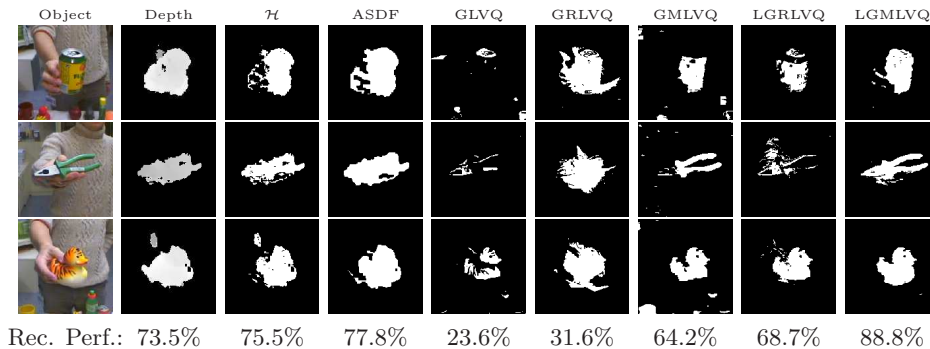 Object Depth ℋ ASDF GLVQ GRLVQ GMLVQ LGRLVQ LGMLVQ
Rec. Perf.: 73.5% 75.5% 77.8% 23.6% 31.6% 64.2% 68.7% 88.8%